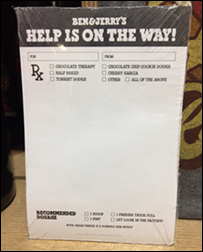 BEN & JERRY'S
HELP IS ON THE WAY!
FOR
FROM
Rx
CHOCOLATE THERAPY
CHOCOLATE CHIP COOKIE DOUGH
HALF BAKED
CHERRY GARCIA
TONIGHT DOUGH
OTHER
ALL OF THE ABOVE
RECOMMENDED
DOSAGE
1 SCOOP
1 FREEZER TRUCK FULL
1 PINT
LET LOOSE IN THE FACTORY!